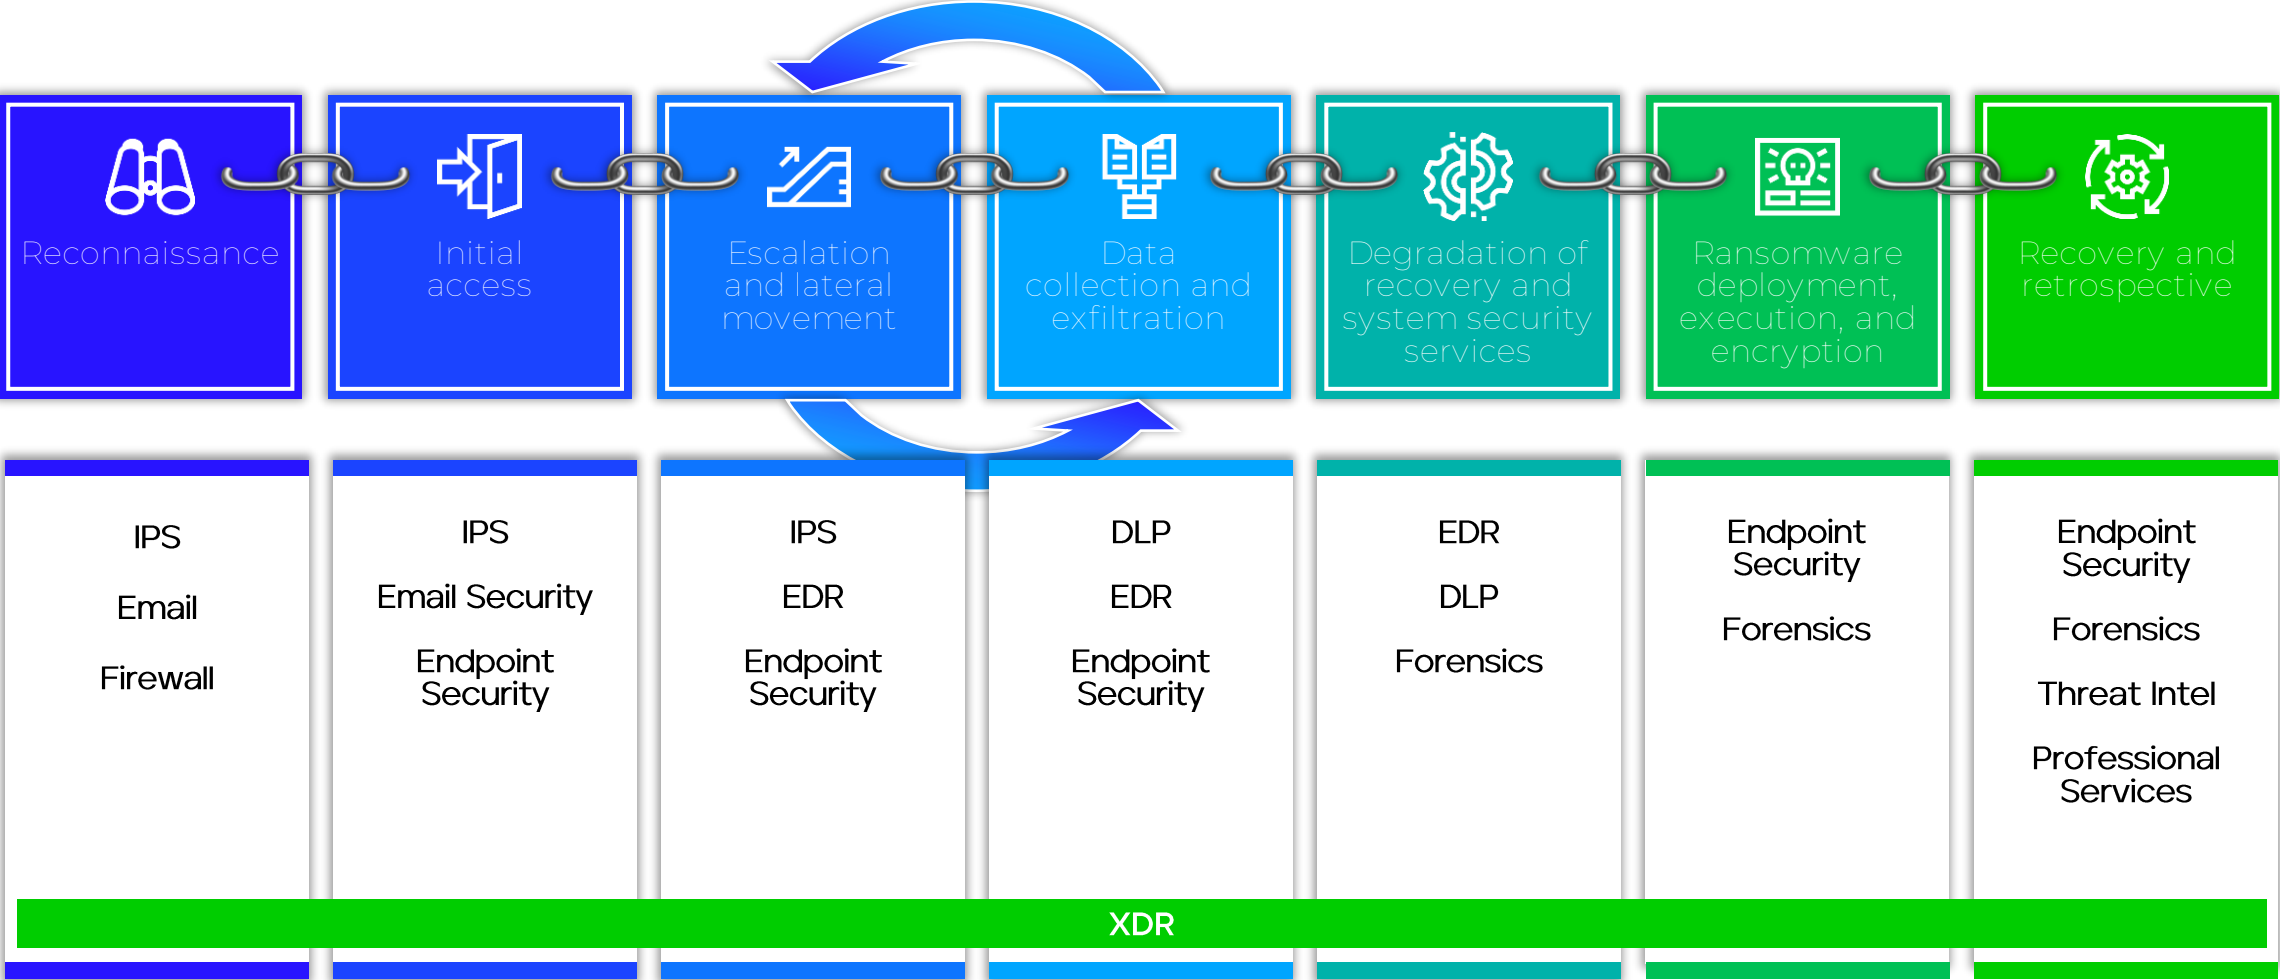 Reconnaissance
Initial
access
Escalation
and lateral
movement
Data
collection and
exfiltration
Degradation of
recovery and
system security
services
Ransomware
deployment,
execution, and
encryption
Recovery and
retrospective
IPS
Email
Firewall
IPS
Email Security
Endpoint
Security
IPS
EDR
Endpoint
Security
DLP
EDR
Endpoint
Security
EDR
DLP
Forensics
Endpoint
Security
Forensics
Endpoint
Security
Forensics
Threat Intel
Professional
Services
XDR